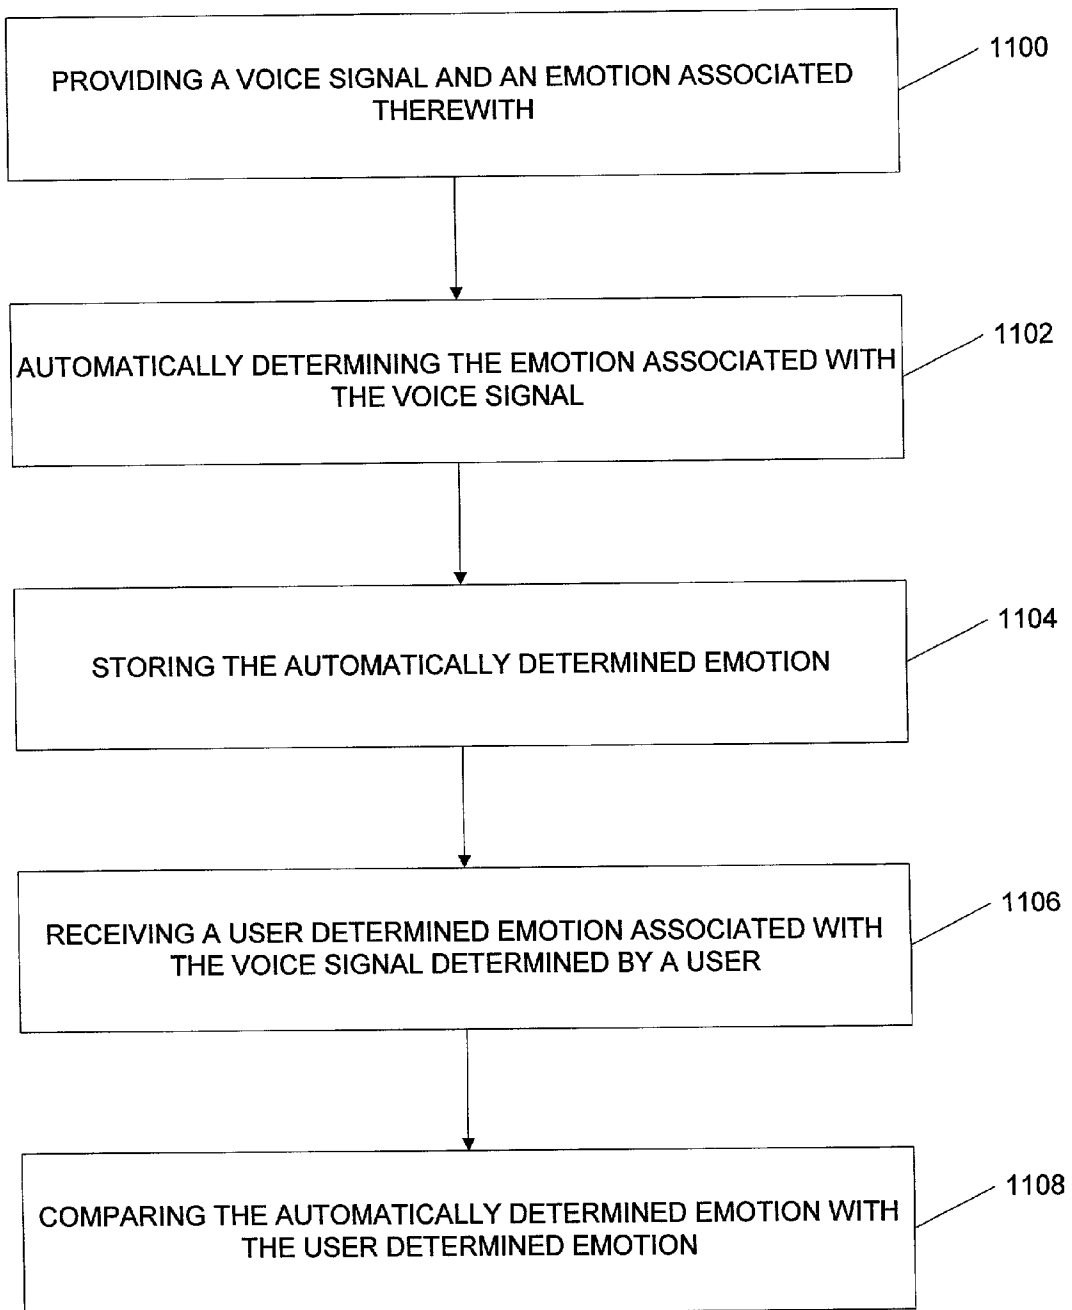 PROVIDING A VOICE SIGNAL AND AN EMOTION ASSOCIATED
THEREWITH
1100
AUTOMATICALLY DETERMINING THE EMOTION ASSOCIATED WITH
THE VOICE SIGNAL
1102
STORING THE AUTOMATICALLY DETERMINED EMOTION
1104
RECEIVING A USER DETERMINED EMOTION ASSOCIATED WITH
THE VOICE SIGNAL DETERMINED BY A USER
1106
COMPARING THE AUTOMATICALLY DETERMINED EMOTION WITH
THE USER DETERMINED EMOTION
1108